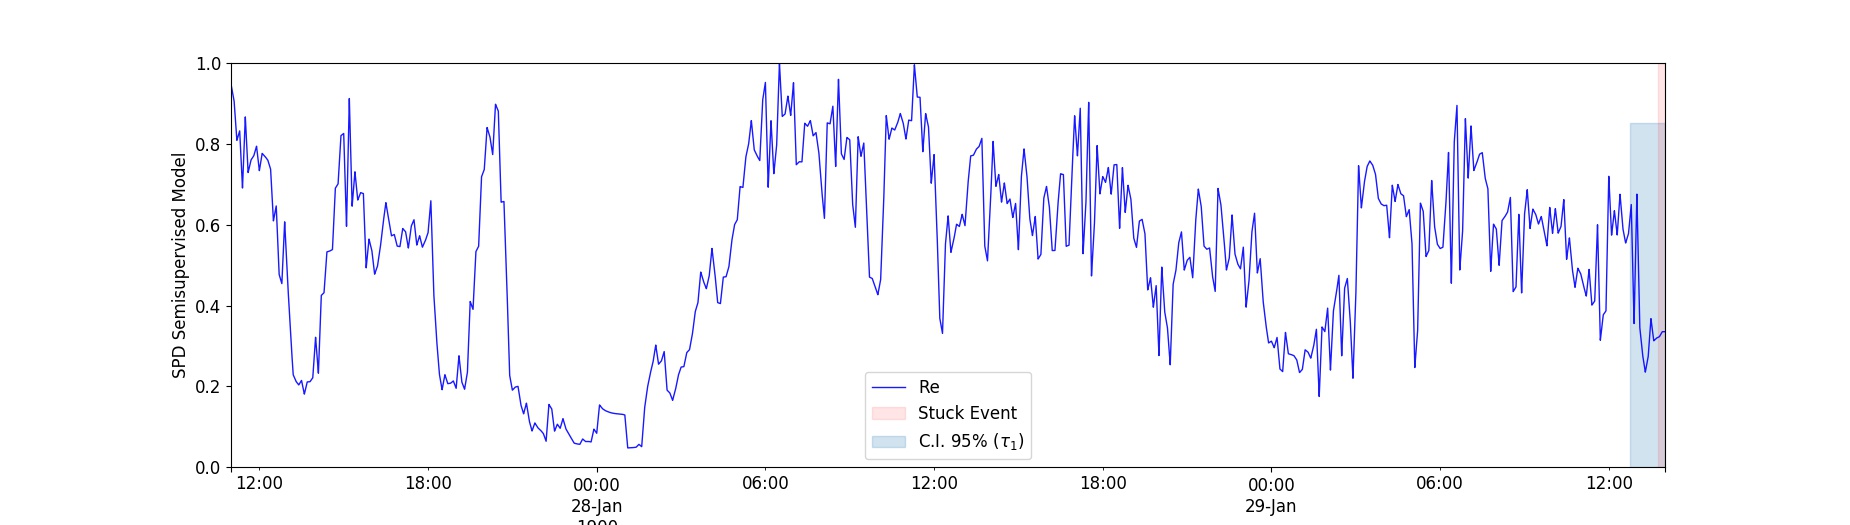 SPD Semisupervised Model
1.0
0.8
0.6
0.4
0.2
0.0
Re
Stuck Event
C.I. 95% (τ₁)
12:00 18:00 00:00 06:00 12:00 18:00 00:00 06:00 12:00
28-Jan 29-Jan
1900